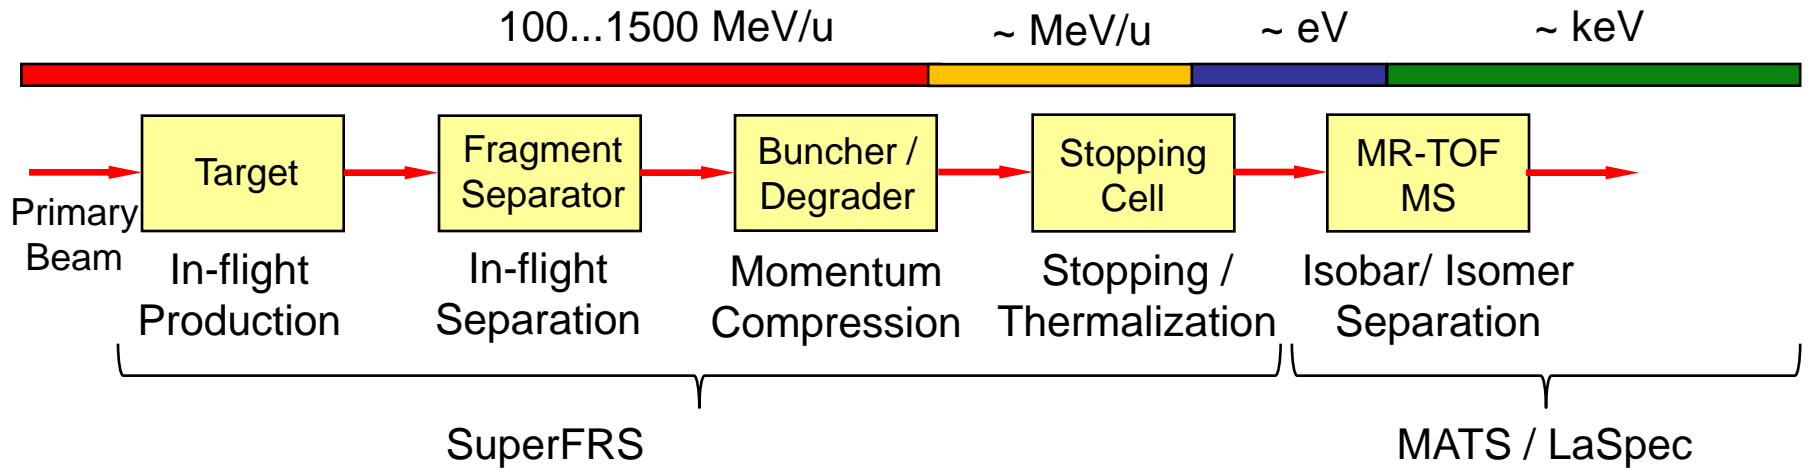 100...1500 MeV/u
~ MeV/u
~ eV
~ keV
Primary
Beam
Target
Fragment
Separator
Buncher /
Degrader
Stopping
Cell
MR-TOF
MS
In-flight
Production
In-flight
Separation
Momentum
Compression
Stopping /
Thermalization
Isobar/ Isomer
Separation
SuperFRS
MATS / LaSpec